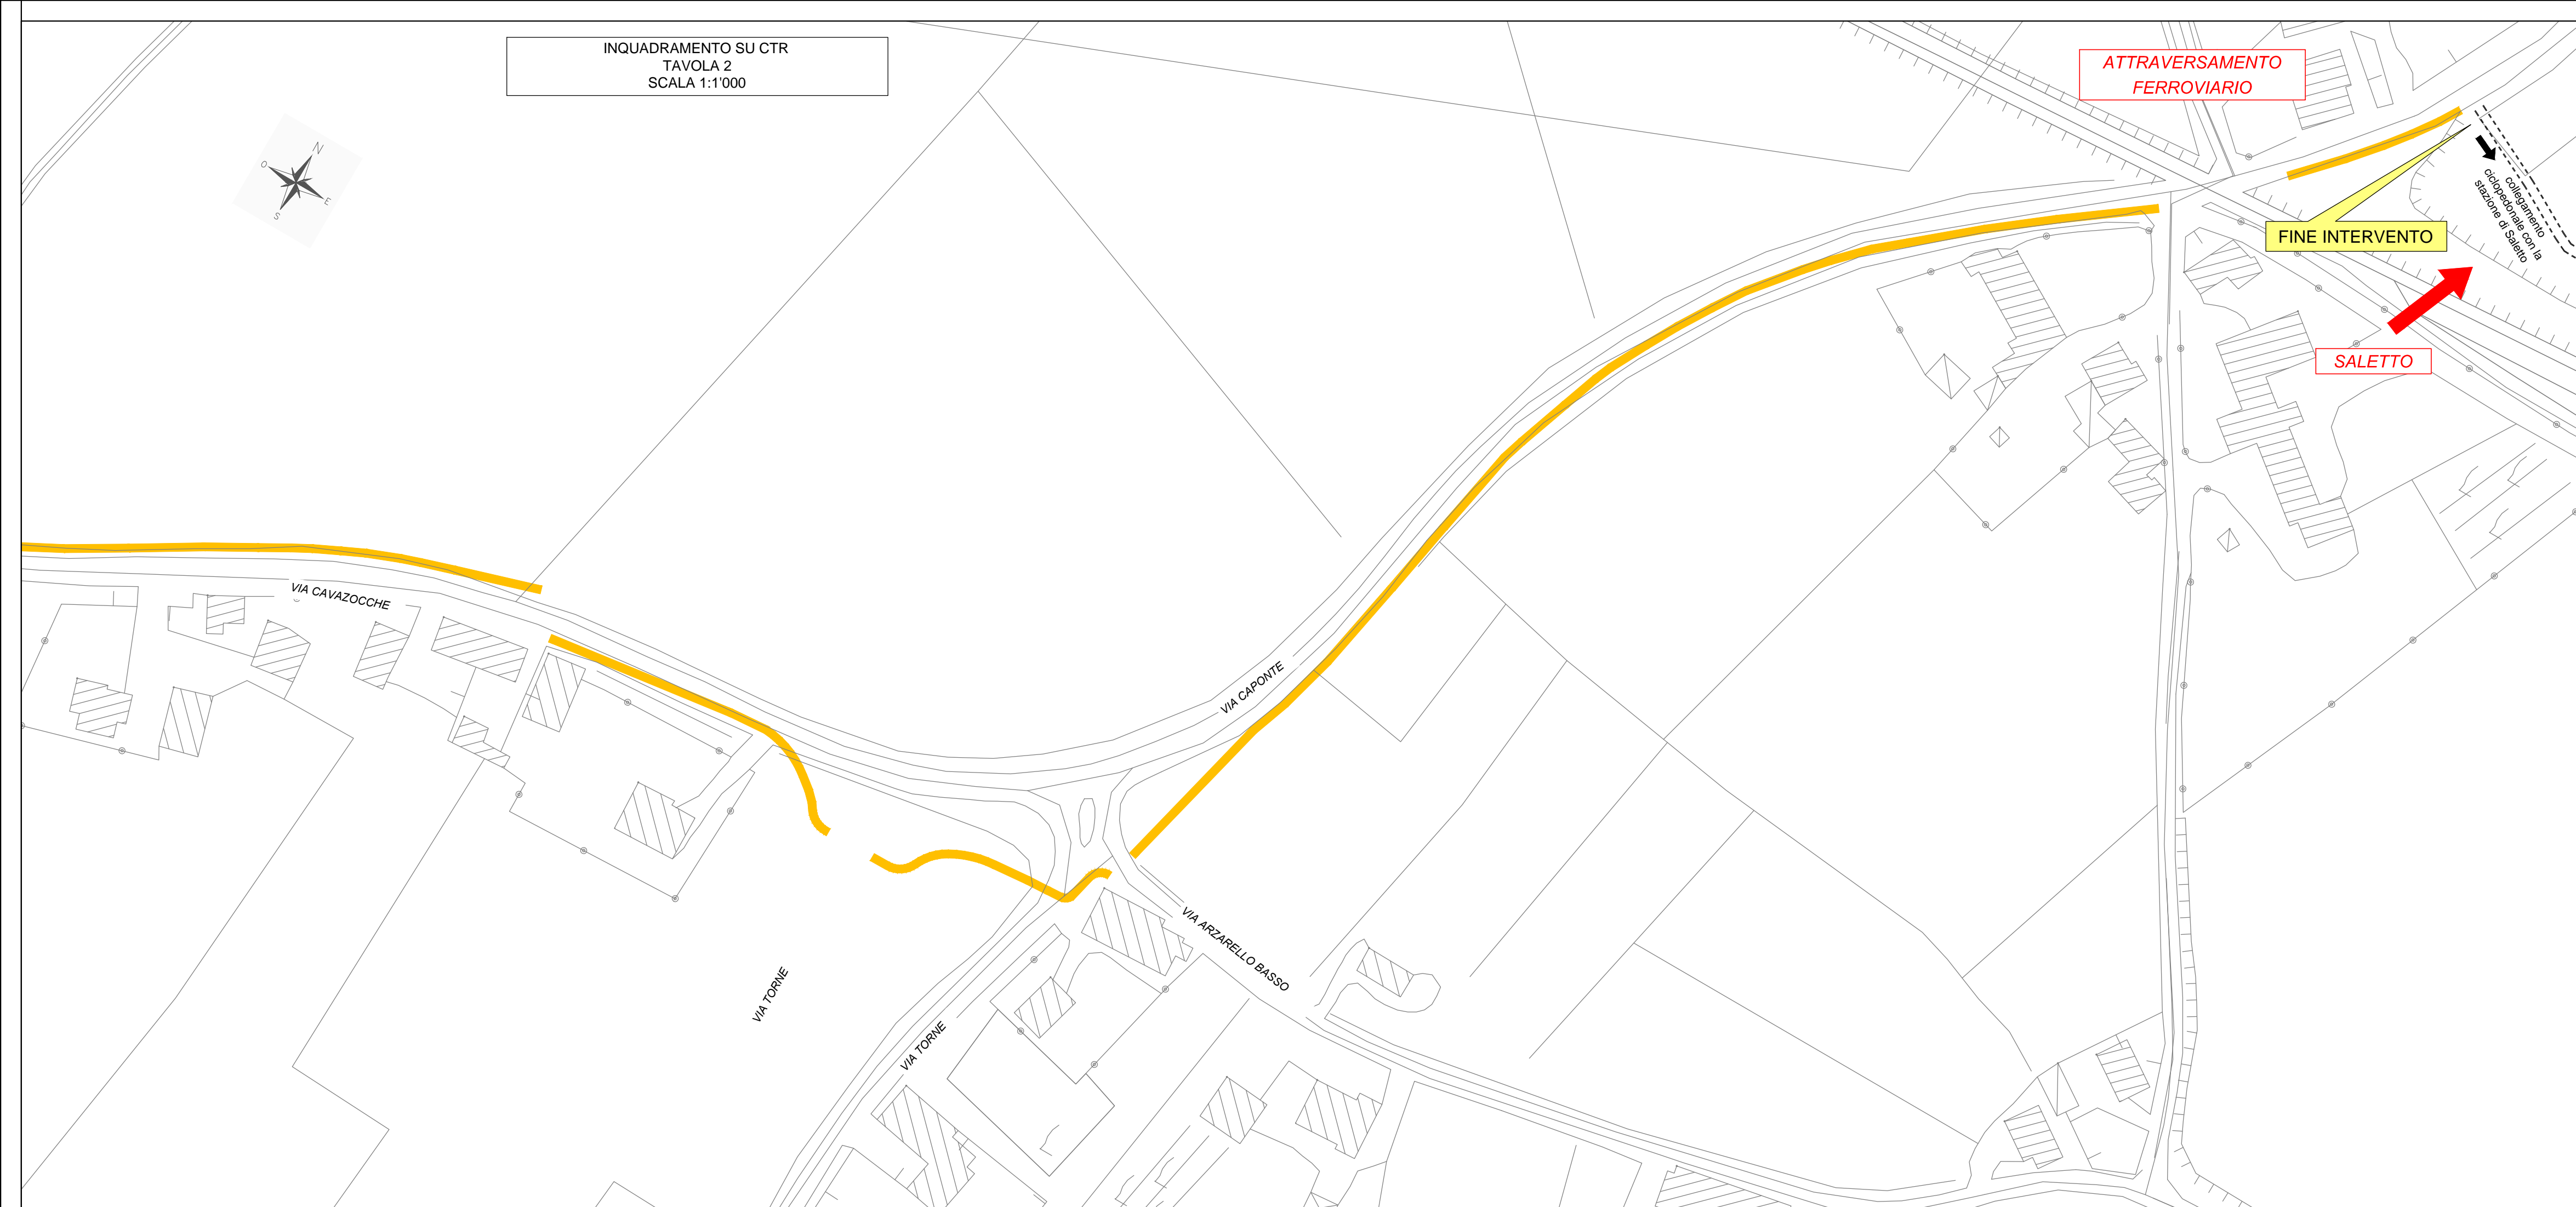 INQUADRAMENTO SU CTR
TAVOLA 2
SCALA 1:1'000
N
O
E
S
ATTRAVERSAMENTO
FERROVIARIO
collegamento
ciclopedonale con la
stazione di Saletto
FINE INTERVENTO
SALETTO
VIA CAVAZOCCHE
VIA CAPONTE
VIA ARZARELLO BASSO
VIA TORNE
VIA TORNE